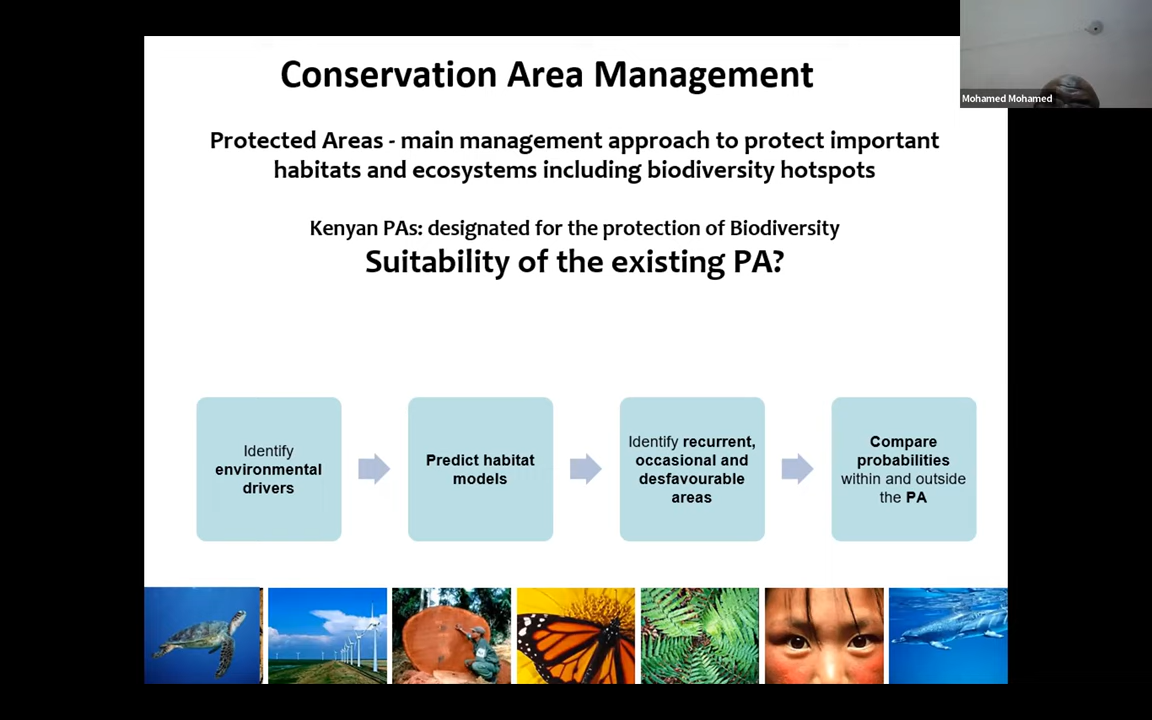 Conservation Area Management
Mohamed Mohamed
Protected Areas - main management approach to protect important
habitats and ecosystems including biodiversity hotspots
Kenyan PAs: designated for the protection of Biodiversity
Suitability of the existing PA?
Identify
environmental
drivers
Predict habitat
models
Identify recurrent,
occasional and
desfavourable
areas
Compare
probabilities
within and outside
the PA